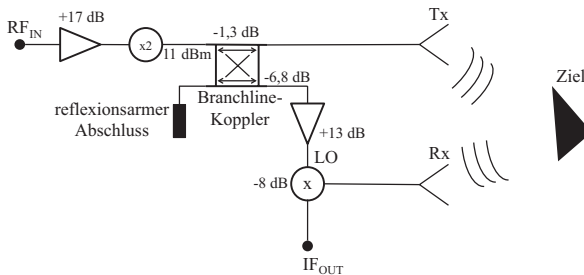 +17 dB
RF_IN
x2
11 dBm
-1,3 dB
-6,8 dB
Branchline-
Koppler
reflexionsarmer
Abschluss
+13 dB
LO
-8 dB
x
IF_OUT
Tx
Rx
Ziel